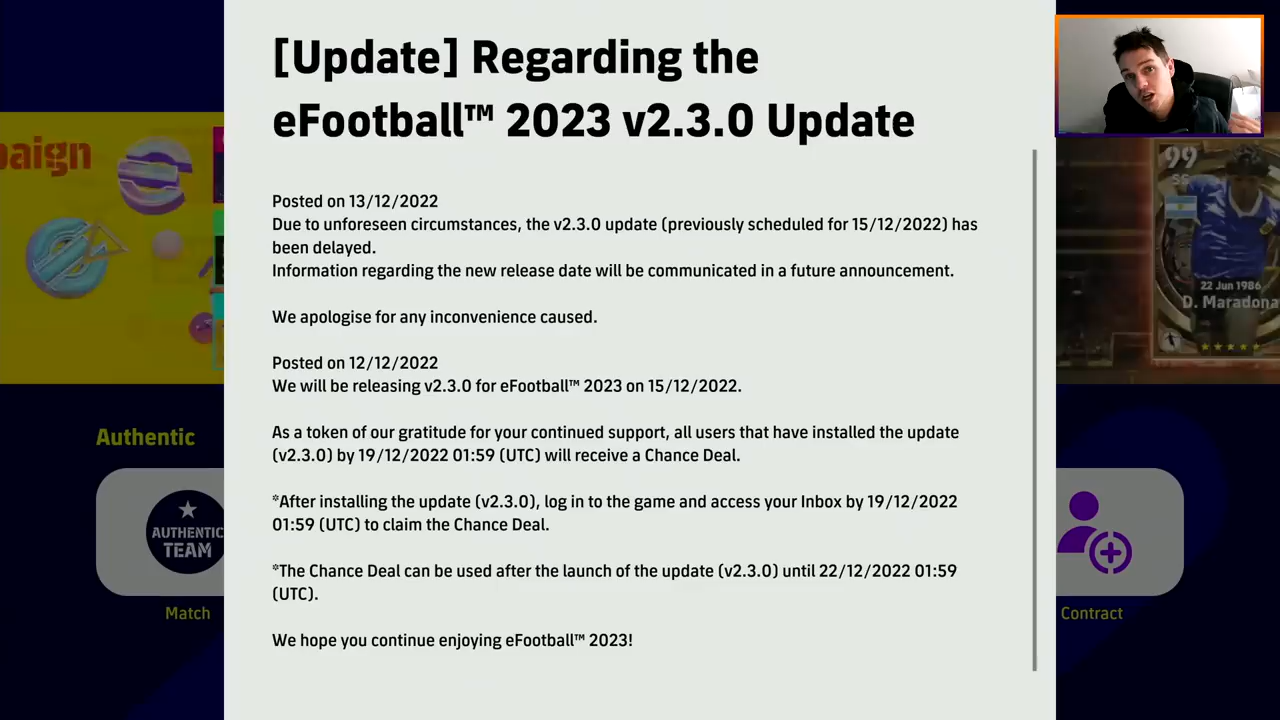 [Update] Regarding the
eFootball™ 2023 v2.3.0 Update
Posted on 13/12/2022
Due to unforeseen circumstances, the v2.3.0 update (previously scheduled for 15/12/2022) has
been delayed.
Information regarding the new release date will be communicated in a future announcement.
We apologise for any inconvenience caused.
Posted on 12/12/2022
We will be releasing v2.3.0 for eFootball™ 2023 on 15/12/2022.
As a token of our gratitude for your continued support, all users that have installed the update
(v2.3.0) by 19/12/2022 01:59 (UTC) will receive a Chance Deal.
*After installing the update (v2.3.0), log in to the game and access your Inbox by 19/12/2022
01:59 (UTC) to claim the Chance Deal.
*The Chance Deal can be used after the launch of the update (v2.3.0) until 22/12/2022 01:59
(UTC).
We hope you continue enjoying eFootball™ 2023!
paign
Authentic
AUTHENTIC
TEAM
Match
99
SS
22 Jun 1986
D. Maradona
Contract